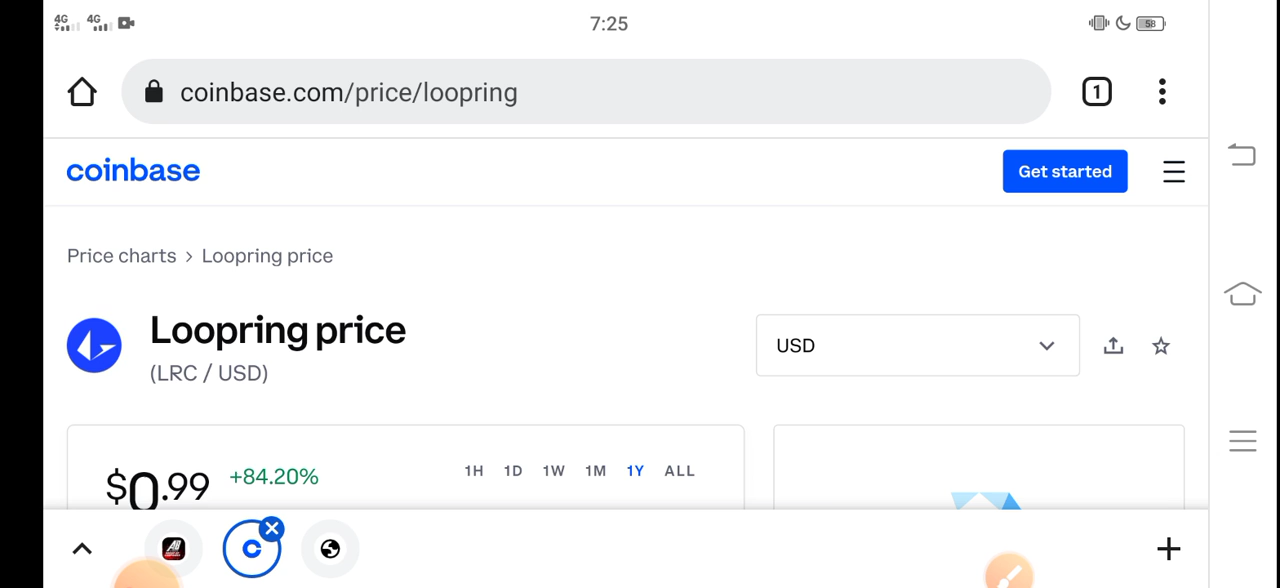 4G 4G 7:25 58
coinbase.com/price/loopring 1
coinbase Get started
Price charts > Loopring price
Loopring price
(LRC / USD)
USD
$0.99 +84.20% 1H 1D 1W 1M 1Y ALL